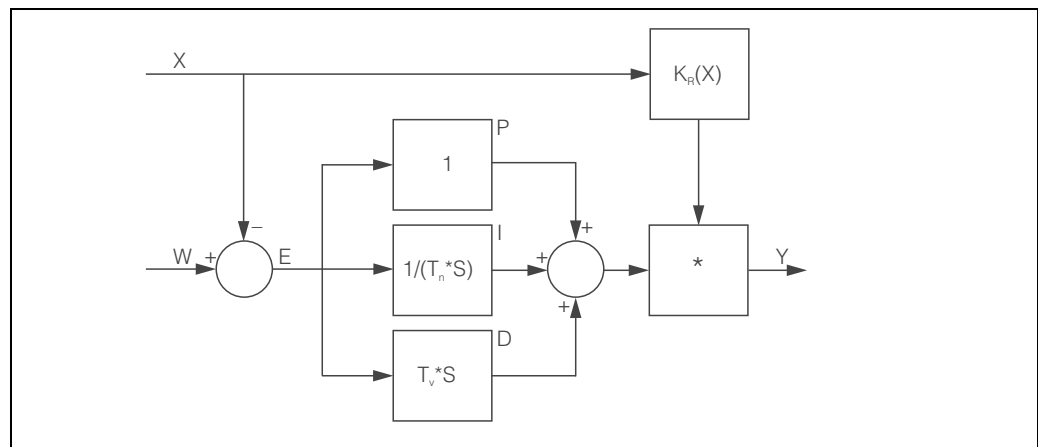 X
K_R(X)
P
1
+
−
W
+
E
I
1/(T_n*S)
+
+
*
Y
D
T_v*S